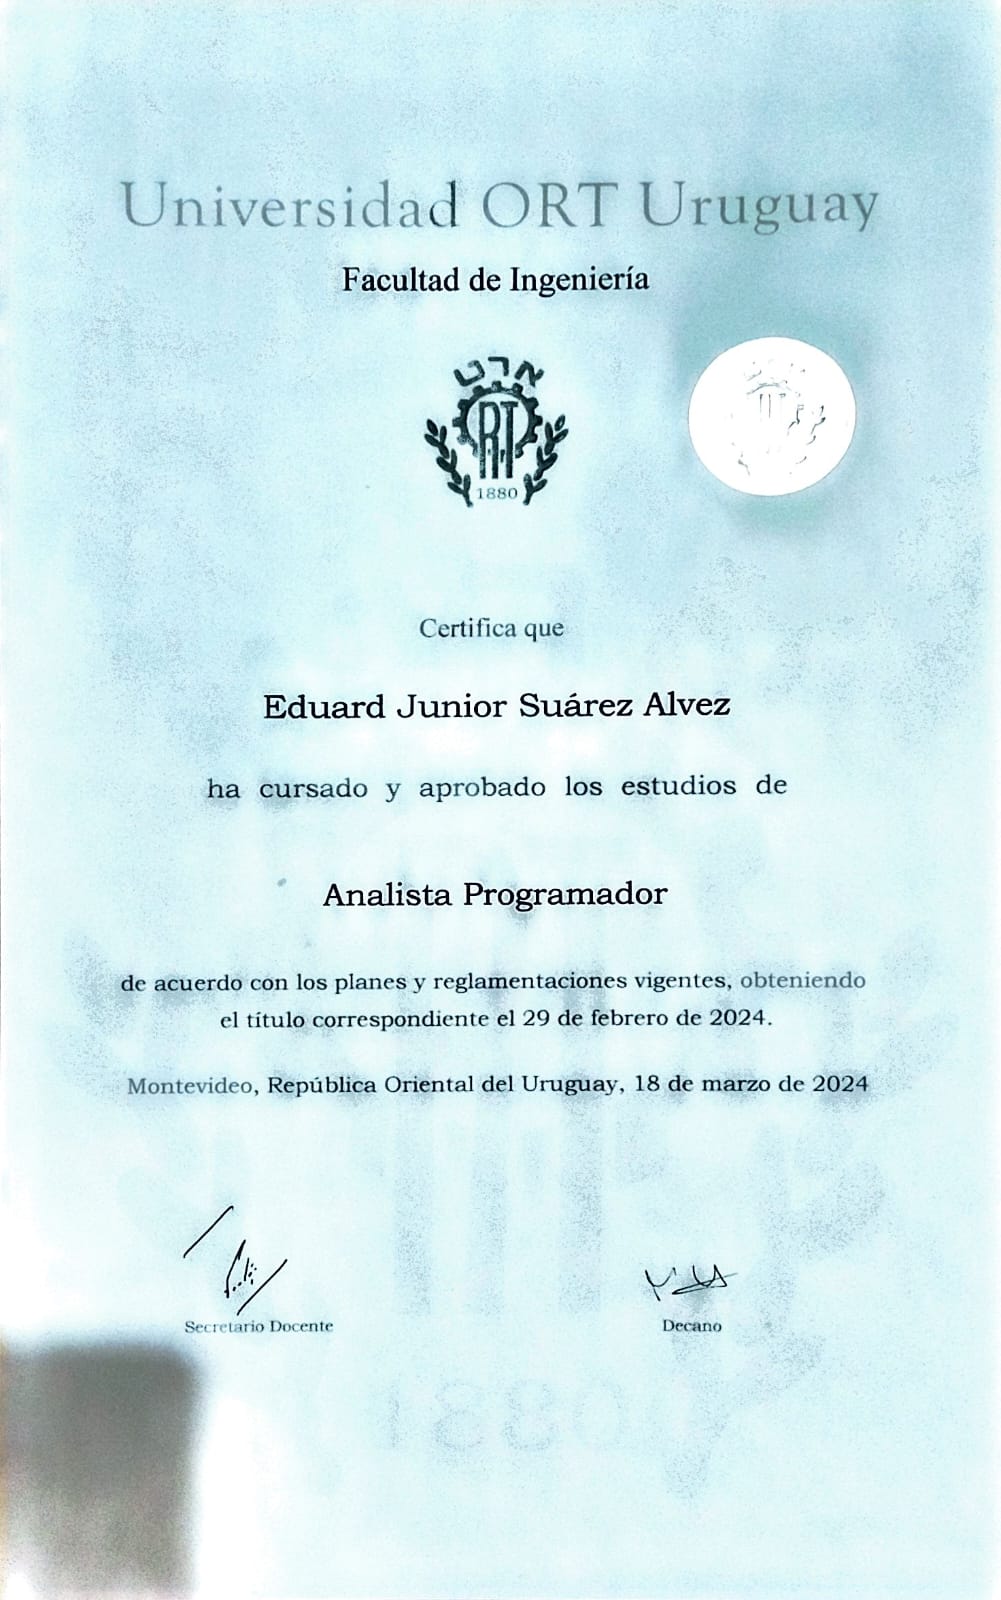 Universidad ORT Uruguay
Facultad de Ingeniería
אורט
1880
Certifica que
Eduard Junior Suárez Alvez
ha cursado y aprobado los estudios de
Analista Programador
de acuerdo con los planes y reglamentaciones vigentes, obteniendo
el título correspondiente el 29 de febrero de 2024.
Montevideo, República Oriental del Uruguay, 18 de marzo de 2024
Secretario Docente
Decano
1880